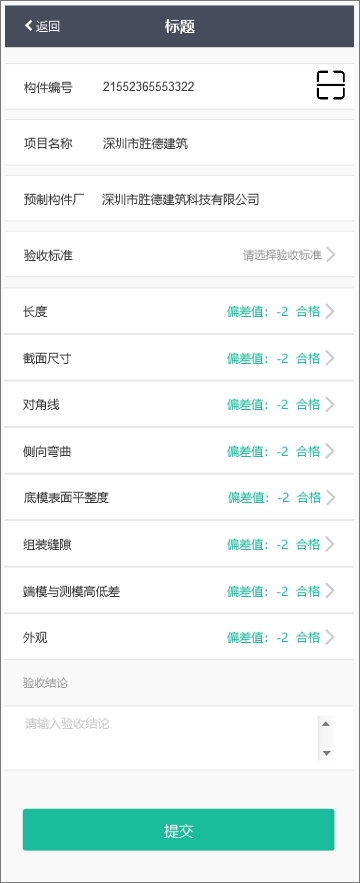 返回 标题
构件编号 21552365553322
项目名称 深圳市胜德建筑
预制构件厂 深圳市胜德建筑科技有限公司
验收标准 请选择验收标准
长度 偏差值：-2 合格
截面尺寸 偏差值：-2 合格
对角线 偏差值：-2 合格
侧向弯曲 偏差值：-2 合格
底模表面平整度 偏差值：-2 合格
组装缝隙 偏差值：-2 合格
端模与测模高低差 偏差值：-2 合格
外观 偏差值：-2 合格
验收结论
请输入验收结论
提交